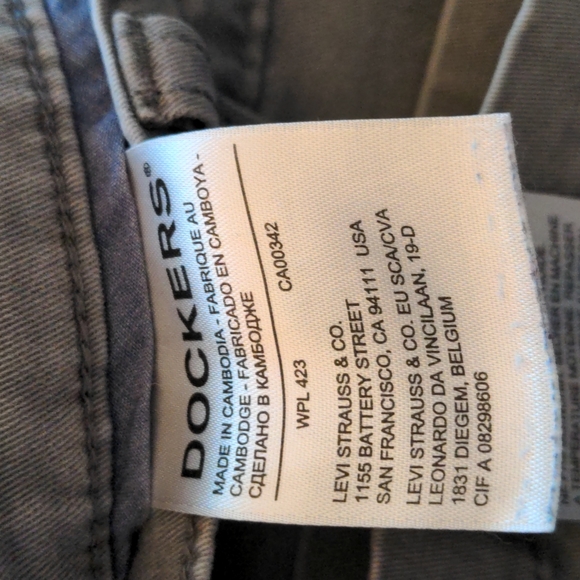 DOCKERS®
MADE IN CAMBODIA - FABRIQUE AU
CAMBODGE - FABRICADO EN CAMBOYA -
СДЕЛАНО В КАМБОДЖЕ
WPL 423 CA00342
LEVI STRAUSS & CO.
1155 BATTERY STREET
SAN FRANCISCO, CA 94111 USA
LEVI STRAUSS & CO. EU SCA/CVA
LEONARDO DA VINCILAAN, 19-D
1831 DIEGEM, BELGIUM
CIF A 08298606